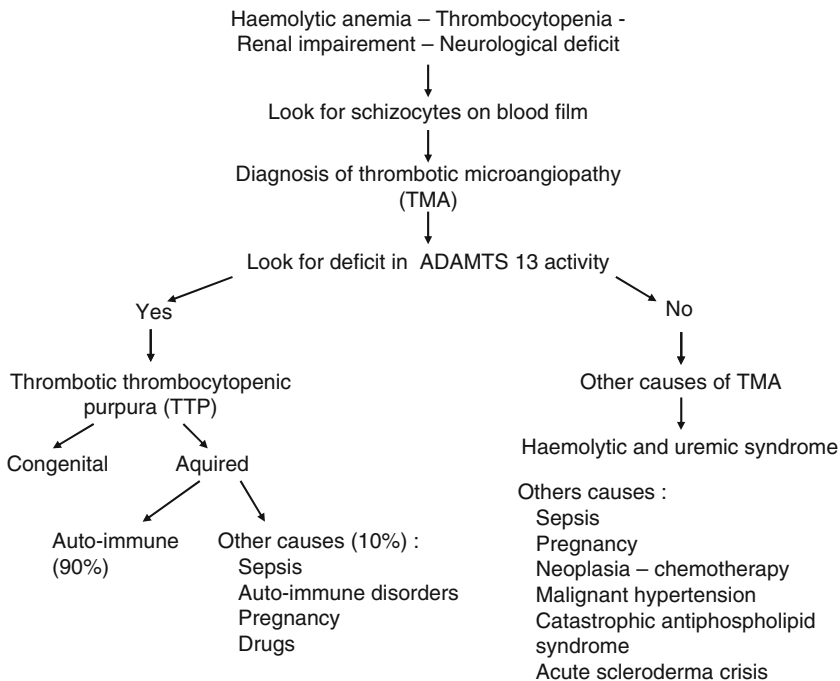 Haemolytic anemia – Thrombocytopenia -
Renal impairment – Neurological deficit
Look for schizocytes on blood film
Diagnosis of thrombotic microangiopathy
(TMA)
Look for deficit in ADAMTS 13 activity
Yes
No
Thrombotic thrombocytopenic
purpura (TTP)
Other causes of TMA
Congenital
Aquired
Haemolytic and uremic syndrome
Auto-immune
(90%)
Other causes (10%) :
Sepsis
Auto-immune disorders
Pregnancy
Drugs
Others causes :
Sepsis
Pregnancy
Neoplasia – chemotherapy
Malignant hypertension
Catastrophic antiphospholipid
syndrome
Acute scleroderma crisis